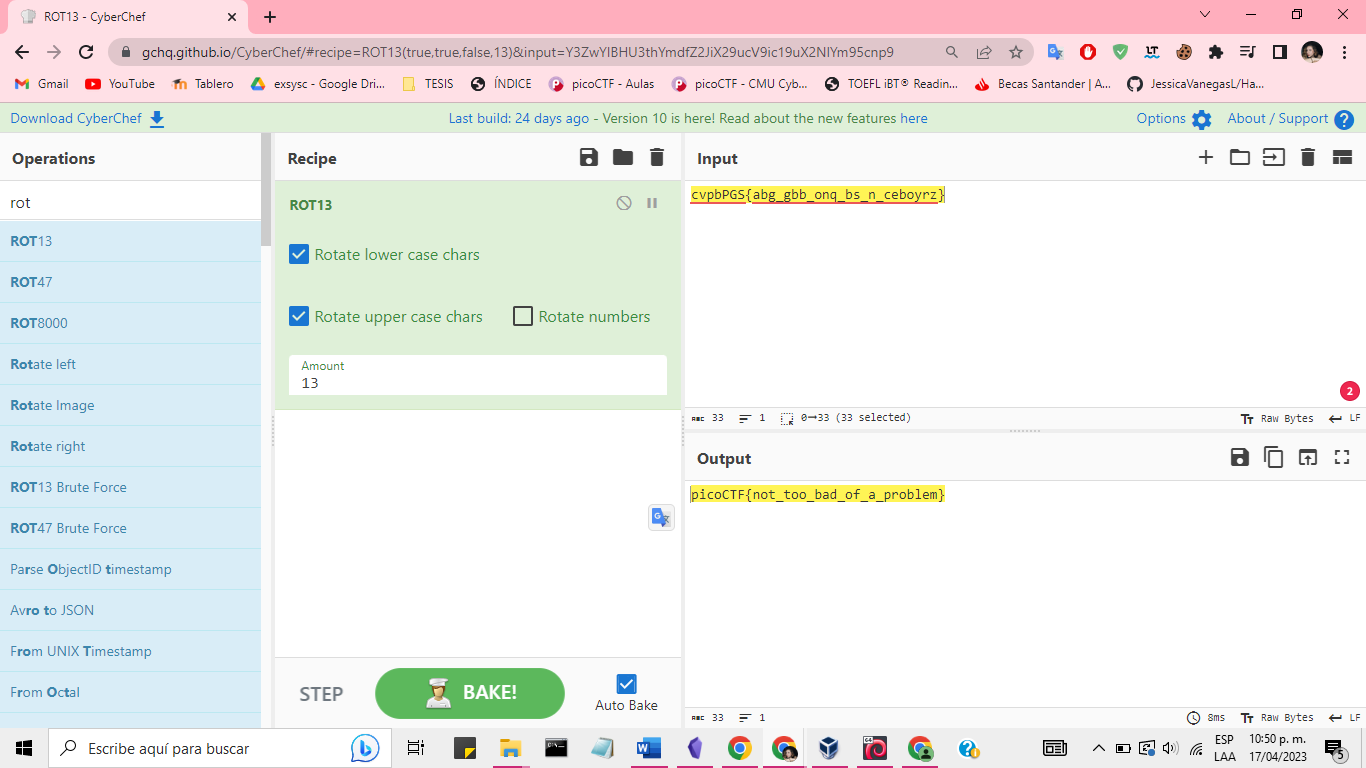 ROT13 - CyberChef
gchq.github.io/CyberChef/#recipe=ROT13(true,true,false,13)&input=Y3ZwYlBHU3thYmdfZ2JiX29ucV9ic19uX2NlYm95cnp9
Gmail YouTube Tablero exsysc - Google Dri... TESIS ÍNDICE picoCTF - Aulas picoCTF - CMU Cyb... TOEFL iBT® Readin... Becas Santander | A... JessicaVanegasL/Ha...
Download CyberChef Last build: 24 days ago - Version 10 is here! Read about the new features here Options About / Support
Operations
rot
ROT13
ROT47
ROT8000
Rotate left
Rotate Image
Rotate right
ROT13 Brute Force
ROT47 Brute Force
Parse ObjectID timestamp
Avro to JSON
From UNIX Timestamp
From Octal
Recipe
ROT13
Rotate lower case chars
Rotate upper case chars Rotate numbers
Amount
13
STEP BAKE! Auto Bake
Input
cvpbPGS{abg_gbb_onq_bs_n_ceboyrz}
2
ABC 33 1 0→33 (33 selected) Tт Raw Bytes LF
Output
picoCTF{not_too_bad_of_a_problem}
ABC 33 1 8ms Tт Raw Bytes LF
Escribe aquí para buscar
ESP
LAA
10:50 p. m.
17/04/2023
5